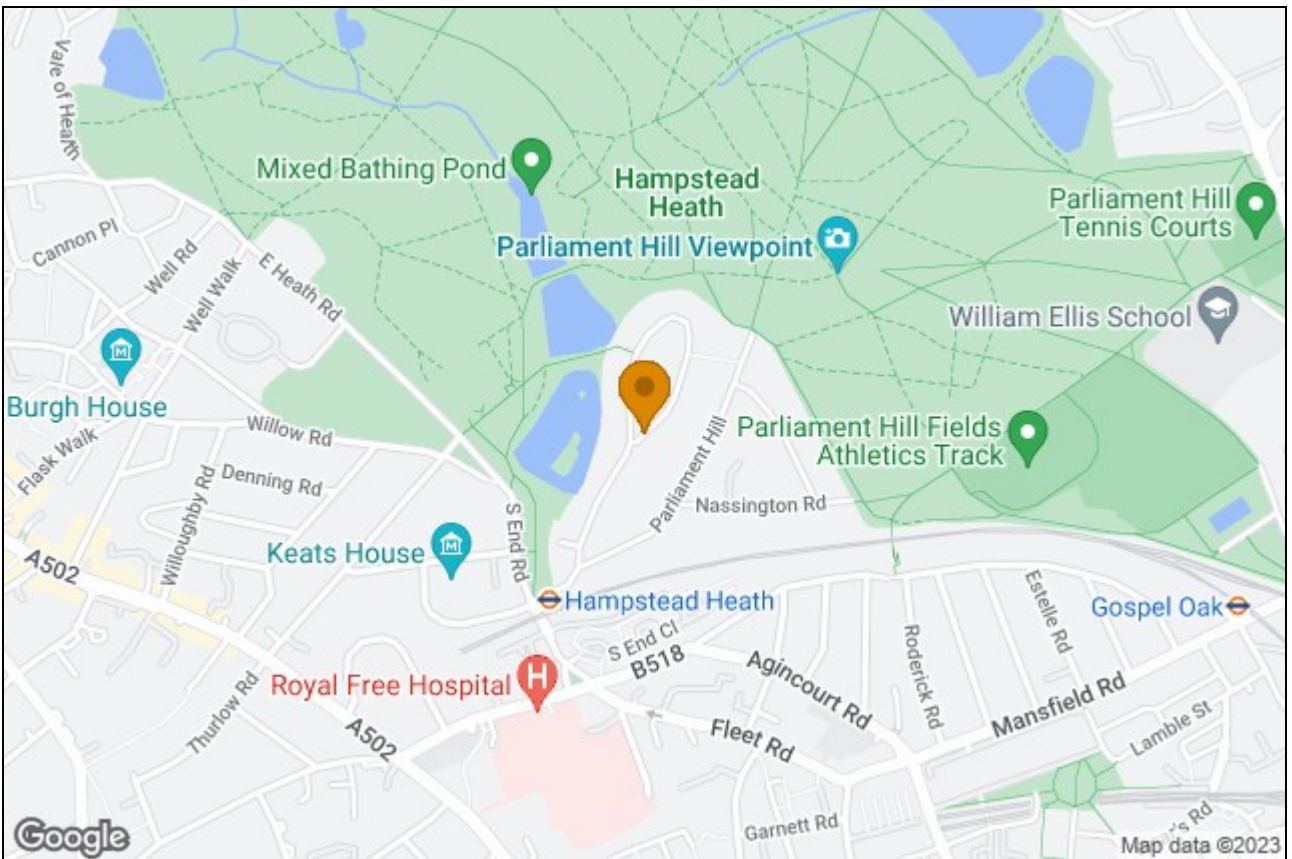 Vale of Health
Mixed Bathing Pond
Hampstead
Heath
Parliament Hill
Tennis Courts
Cannon Pl
Well Rd
Well Walk
E Heath Rd
Parliament Hill Viewpoint
William Ellis School
Burgh House
Flask Walk
Willow Rd
Denning Rd
Willoughby Rd
Parliament Hill
Parliament Hill Fields
Athletics Track
Nassington Rd
S End Rd
Keats House
A502
Hampstead Heath
Estelle Rd
Gospel Oak
S End Cl
B518
Roderick Rd
Royal Free Hospital
H
Agincourt Rd
Mansfield Rd
Thurlow Rd
A502
Fleet Rd
Lamble St
Garnett Rd
Google
Map data ©2023